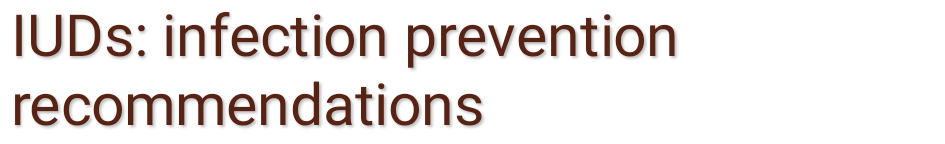 IUDs: infection prevention
recommendations